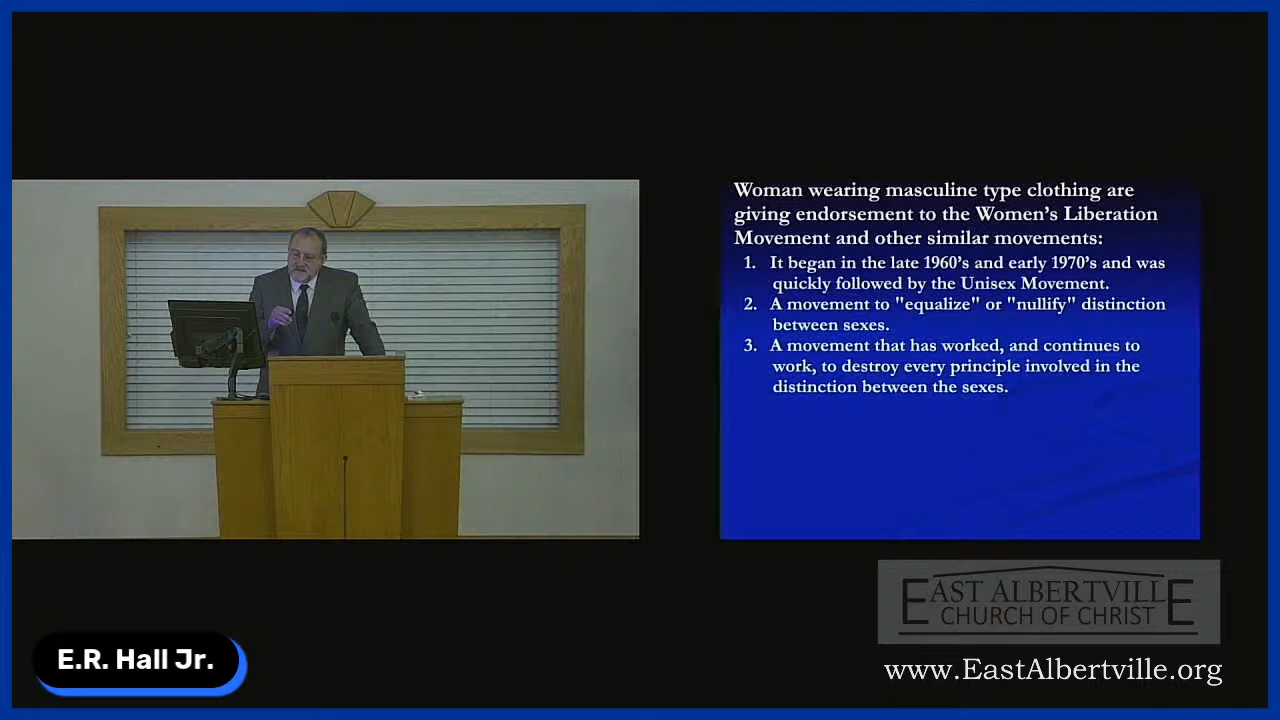 Woman wearing masculine type clothing are
giving endorsement to the Women's Liberation
Movement and other similar movements:
1. It began in the late 1960's and early 1970's and was
quickly followed by the Unisex Movement.
2. A movement to "equalize" or "nullify" distinction
between sexes.
3. A movement that has worked, and continues to
work, to destroy every principle involved in the
distinction between the sexes.
EAST ALBERTVILLE
CHURCH OF CHRIST
E.R. Hall Jr.
www.EastAlbertville.org